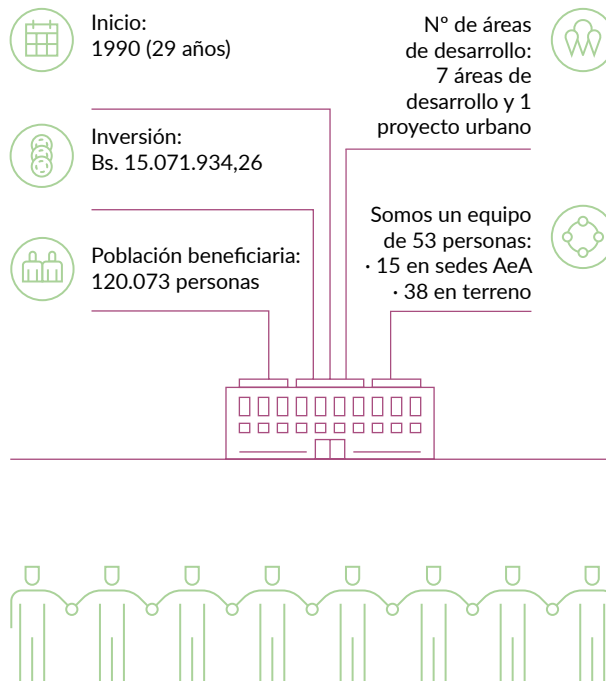 Inicio:
1990 (29 años)
Inversión:
Bs. 15.071.934,26
Población beneficiaria:
120.073 personas
Nº de áreas
de desarrollo:
7 áreas de
desarrollo y 1
proyecto urbano
Somos un equipo
de 53 personas:
· 15 en sedes AeA
· 38 en terreno